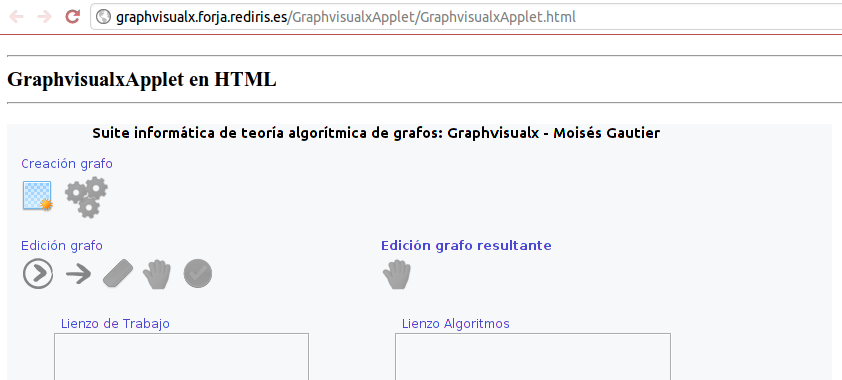 graphvisualx.forja.rediris.es/GraphvisualxApplet/GraphvisualxApplet.html
GraphvisualxApplet en HTML
Suite informática de teoría algorítmica de grafos: Graphvisualx - Moisés Gautier
Creación grafo
Edición grafo
Edición grafo resultante
Lienzo de Trabajo
Lienzo Algoritmos